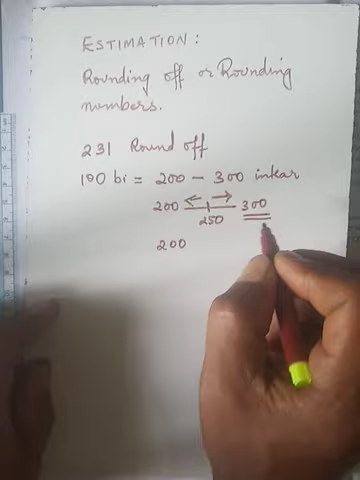 ESTIMATION:
Rounding off or Rounding
numbers.
231 Round off
100 bi = 200 - 300 inkar
200 300
250
200